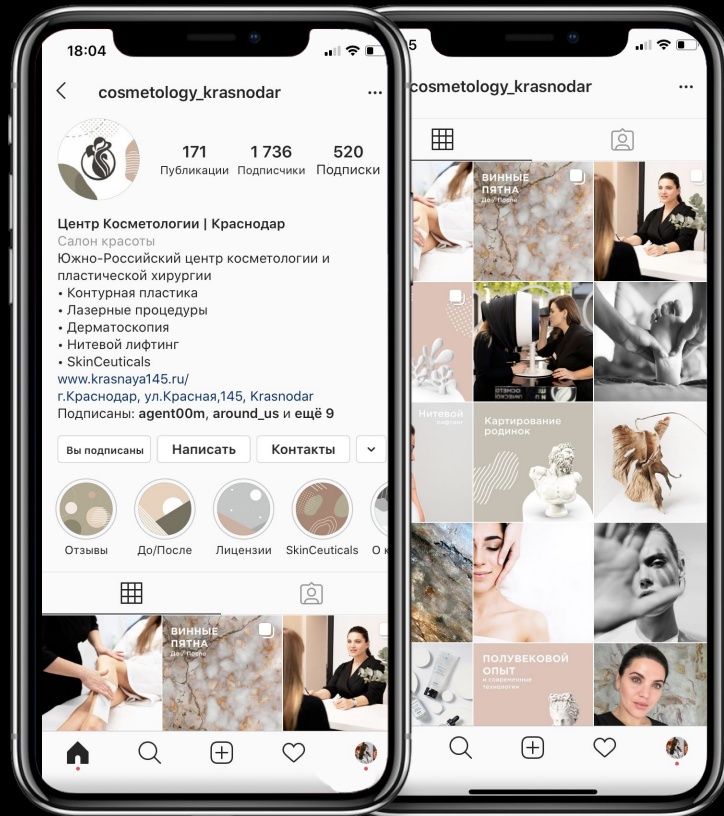 18:04
cosmetology_krasnodar
171
1 736
520
Публикации
Подписчики
Подписки
Центр Косметологии | Краснодар
Салон красоты
Южно-Российский центр косметологии и
пластической хирургии
• Контурная пластика
• Лазерные процедуры
• Дерматоскопия
• Нитевой лифтинг
• SkinCeuticals
www.krasnaya145.ru/
г.Краснодар, ул.Красная,145, Krasnodar
Подписаны: agent00m, around_us и ещё 9
Вы подписаны
Написать
Контакты
Отзывы
До/После
Лицензии
SkinCeuticals
О к
ВИННЫЕ
ПЯТНА
До / После
5
cosmetology_krasnodar
ВИННЫЕ
ПЯТНА
До / После
Нитевой
лифтинг
Картирование
родинок
ПОЛУВЕКОВОЙ
ОПЫТ
и современные
технологии